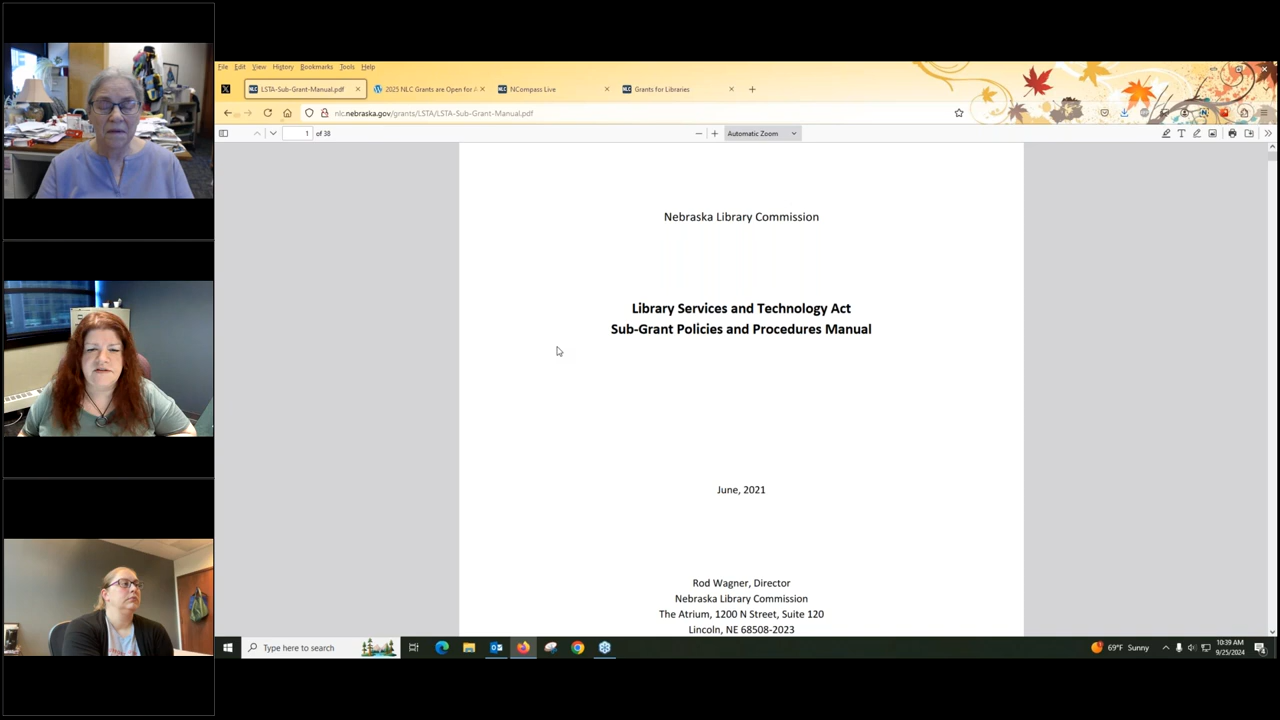 File Edit View History Bookmarks Tools Help
LSTA-Sub-Grant-Manual.pdf
2025 NLC Grants are Open for A
NCompass Live
Grants for Libraries
nlc.nebraska.gov/grants/LSTA/LSTA-Sub-Grant-Manual.pdf
1 of 38
Automatic Zoom
Nebraska Library Commission
Library Services and Technology Act
Sub-Grant Policies and Procedures Manual
June, 2021
Rod Wagner, Director
Nebraska Library Commission
The Atrium, 1200 N Street, Suite 120
Lincoln, NE 68508-2023
Type here to search
69°F Sunny
10:39 AM
9/25/2024